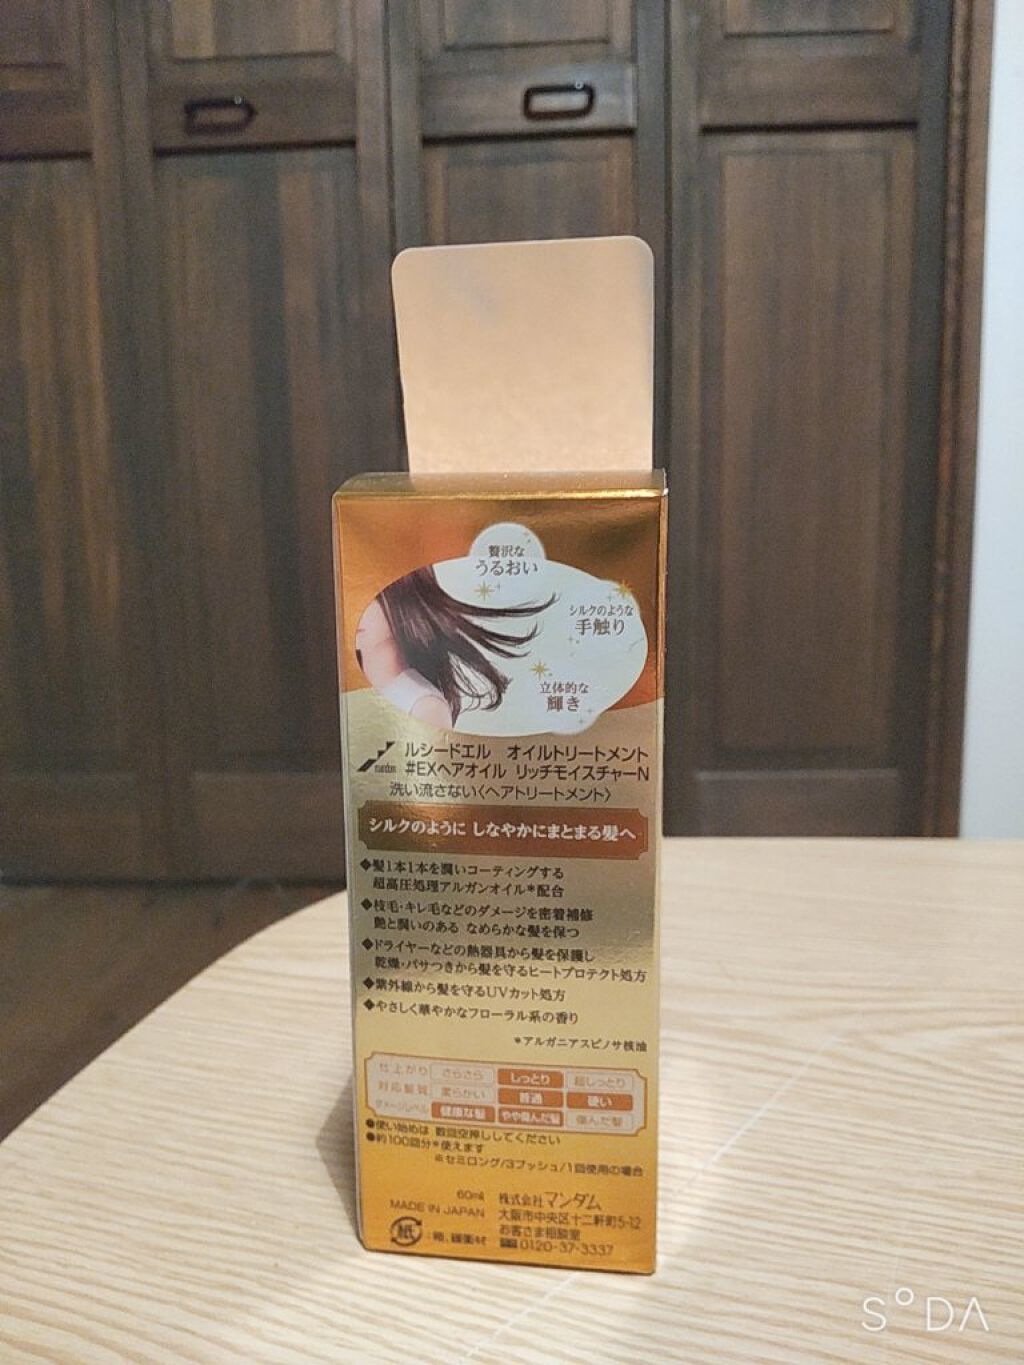 贅沢な
うるおい
シルクのような
手触り
立体的な
輝き
mandom
ルシードエル オイルトリートメント
#EXヘアオイル リッチモイスチャーN
洗い流さない〈ヘアトリートメント〉
シルクのように しなやかにまとまる髪へ
◆髪1本1本を潤いコーティングする
超高圧処理アルガンオイル*配合
◆枝毛・キレ毛などのダメージを密着補修
艶と潤いのある なめらかな髪を保つ
◆ドライヤーなどの熱器具から髪を保護し
乾燥・パサつきから髪を守るヒートプロテクト処方
◆紫外線から髪を守るUVカット処方
◆やさしく華やかなフローラル系の香り
*アルガニアスピノサ核油
仕上がり さらさら しっとり 超しっとり
対応髪質 柔らかい 普通 硬い
ダメージレベル 健康な髪 やや傷んだ髪 傷んだ髪
●使い始めは 数回空押ししてください
●約100回分*使えます
※セミロング/3プッシュ/1回使用の場合
60ml
MADE IN JAPAN
紙
株式会社マンダム
大阪市中央区十二軒町5-12
お客さま相談室
0120-37-3337
SODA